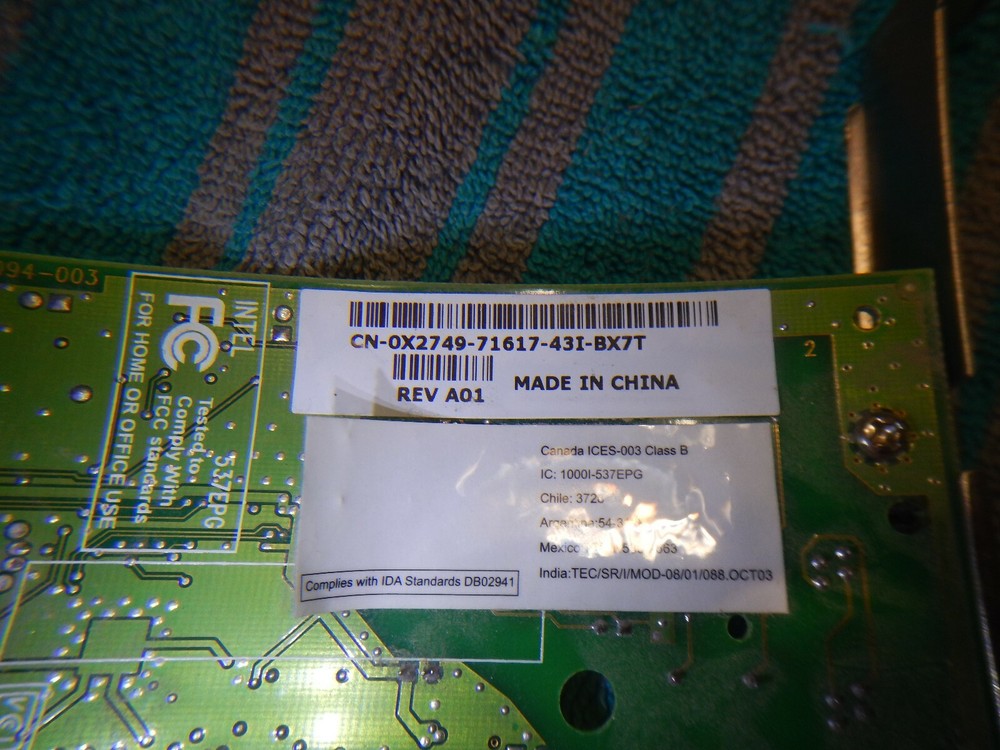 94-003
CN-0X2749-71617-43I-BX7T
REV A01
MADE IN CHINA
2
INTEL 537EPG
FC
Tested to
Comply With
FCC standards
FOR HOME OR OFFICE USE
Canada ICES-003 Class B
IC: 1000I-537EPG
Chile:
Mexico
India:TEC/SR/I/MOD-08/01/088.OCT03
Complies with IDA Standards DB02941